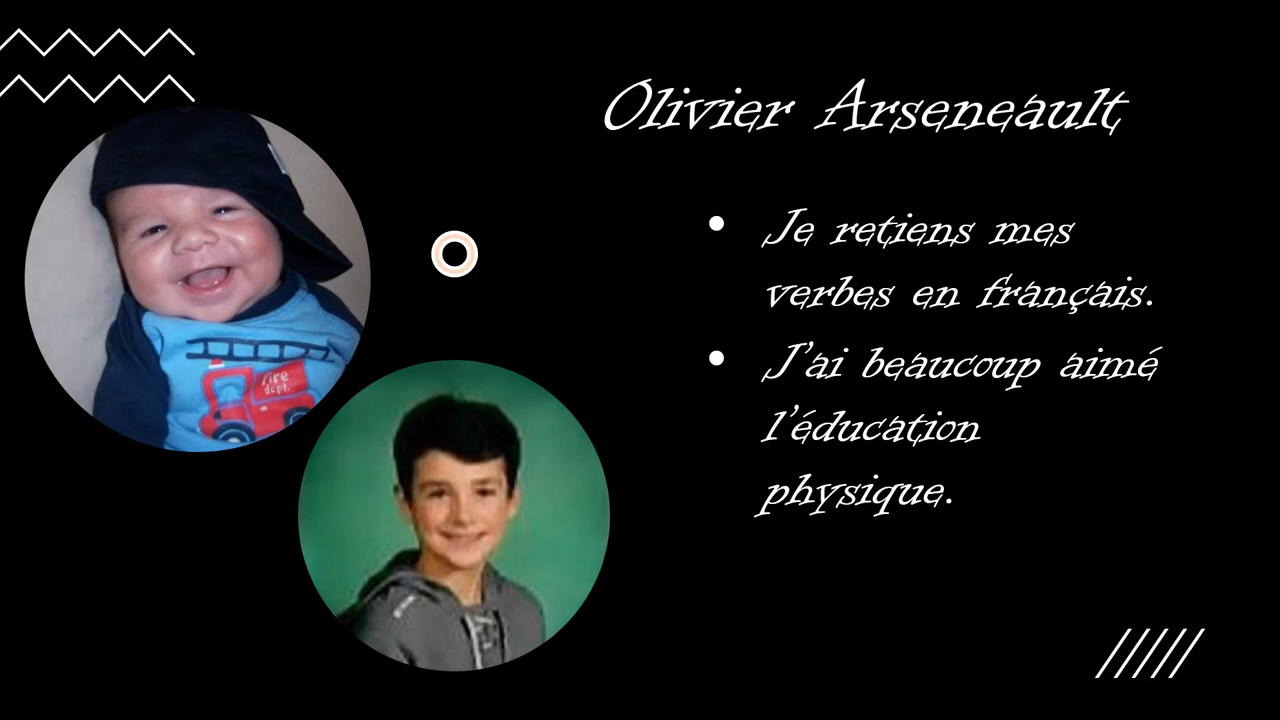 Olivier Arseneault
• Je retiens mes
verbes en français.
• J'ai beaucoup aimé
l'éducation
physique.
fire
dept.